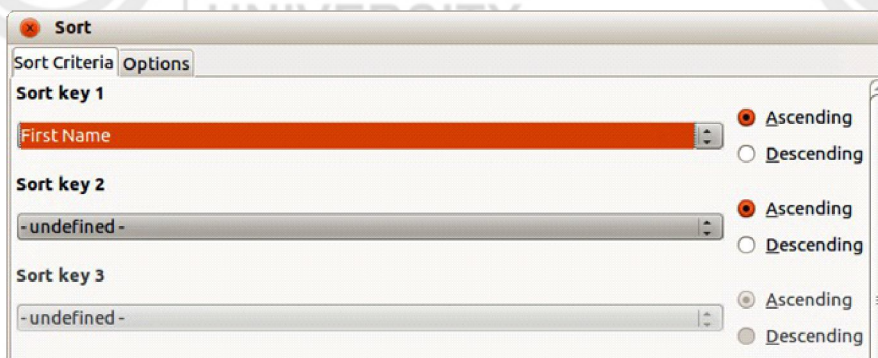 UNIVERSITY
Sort
Sort Criteria Options
Sort key 1
First Name
Ascending
Descending
Sort key 2
- undefined -
Ascending
Descending
Sort key 3
- undefined -
Ascending
Descending